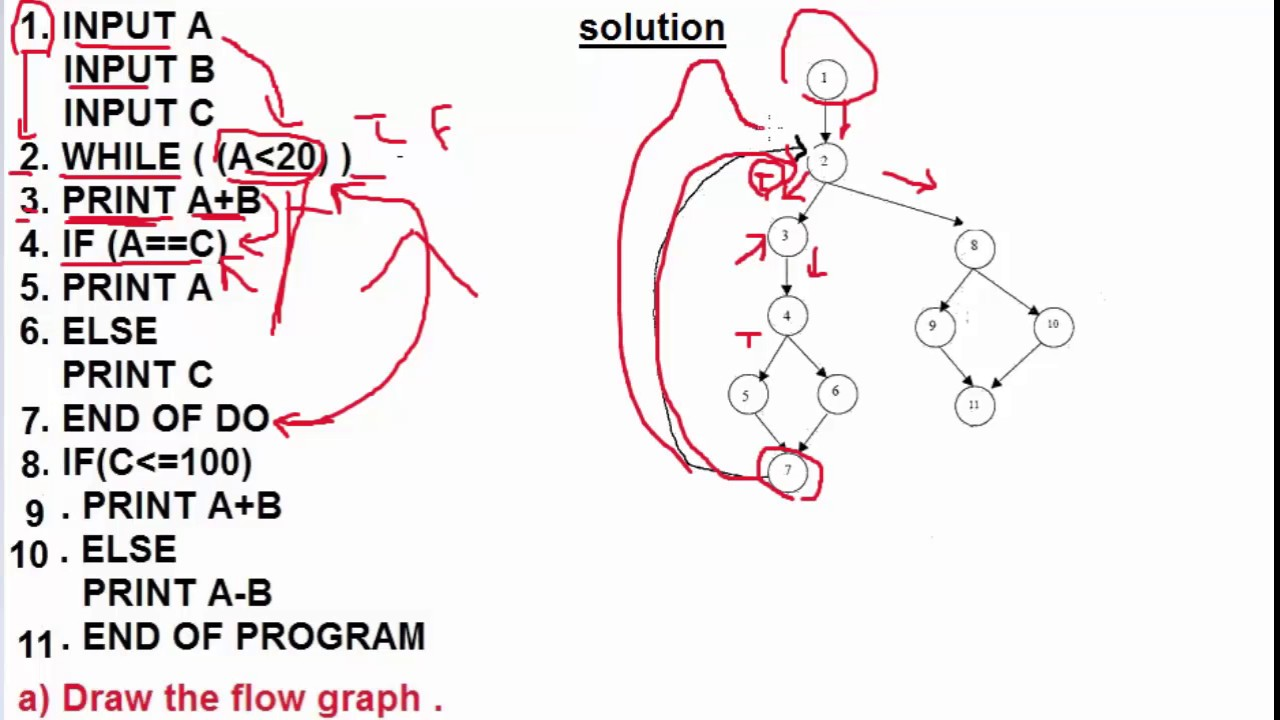 1. INPUT A
INPUT B
INPUT C
2. WHILE ( (A<20) )
3. PRINT A+B
4. IF (A==C)
5. PRINT A
6. ELSE
PRINT C
7. END OF DO
8. IF(C<=100)
9 . PRINT A+B
10 . ELSE
PRINT A-B
11 . END OF PROGRAM
a) Draw the flow graph .
T F
solution
1
2
T
3
8
4
9
10
T
5
6
11
7